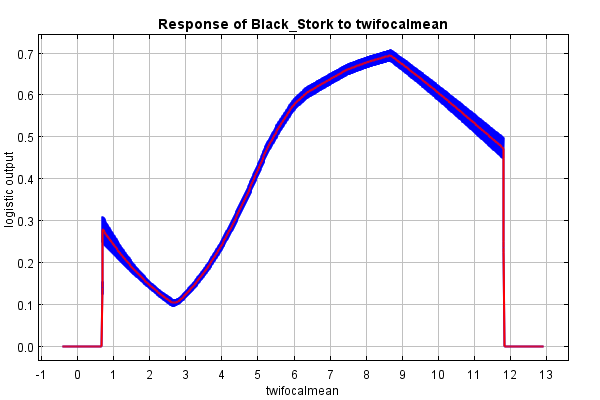 Response of Black_Stork to twifocalmean
0.7
0.6
0.5
0.4
0.3
0.2
0.1
0.0
logistic output
-1 0 1 2 3 4 5 6 7 8 9 10 11 12 13
twifocalmean